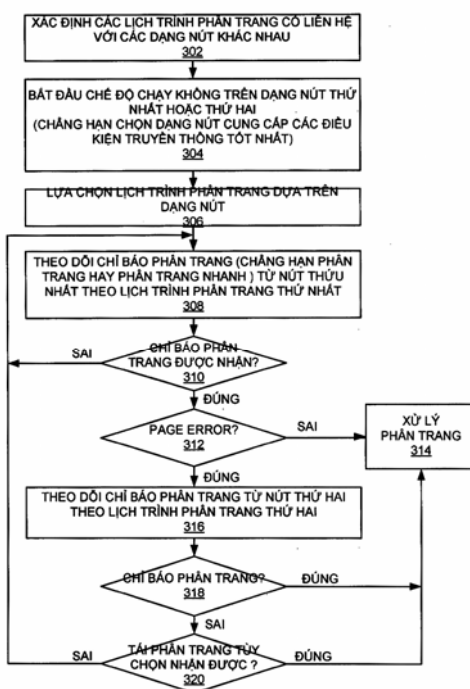 XÁC ĐỊNH CÁC LỊCH TRÌNH PHÂN TRANG CÓ LIÊN HỆ
VỚI CÁC DẠNG NÚT KHÁC NHAU
302
BẮT ĐẦU CHẾ ĐỘ CHẠY KHÔNG TRÊN DẠNG NÚT THỨ
NHẤT HOẶC THỨ HAI
(CHẲNG HẠN CHỌN DẠNG NÚT CUNG CẤP CÁC ĐIỀU
KIỆN TRUYỀN THÔNG TỐT NHẤT)
304
LỰA CHỌN LỊCH TRÌNH PHÂN TRANG DỰA TRÊN
DẠNG NÚT
306
THEO DÕI CHỈ BÁO PHÂN TRANG (CHẲNG HẠN PHÂN
TRANG HAY PHÂN TRANG NHANH ) TỪ NÚT THỨU
NHẤT THEO LỊCH TRÌNH PHÂN TRANG THỨ NHẤT
308
SAI
CHỈ BÁO PHÂN
TRANG ĐƯỢC NHẬN?
310
ĐÚNG
PAGE ERROR?
312
SAI
XỬ LÝ
PHÂN TRANG
314
ĐÚNG
THEO DÕI CHỈ BÁO PHÂN TRANG TỪ NÚT THỨ HAI
THEO LỊCH TRÌNH PHÂN TRANG THỨ HAI
316
CHỈ BÁO PHÂN TRANG?
318
ĐÚNG
SAI
SAI
TÁI PHÂN TRANG TÙY
CHỌN NHẬN ĐƯỢC ?
320
ĐÚNG